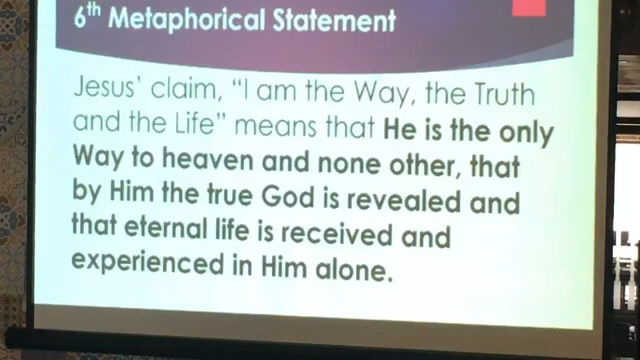 6th Metaphorical Statement
Jesus' claim, "I am the Way, the Truth
and the Life" means that He is the only
Way to heaven and none other, that
by Him the true God is revealed and
that eternal life is received and
experienced in Him alone.